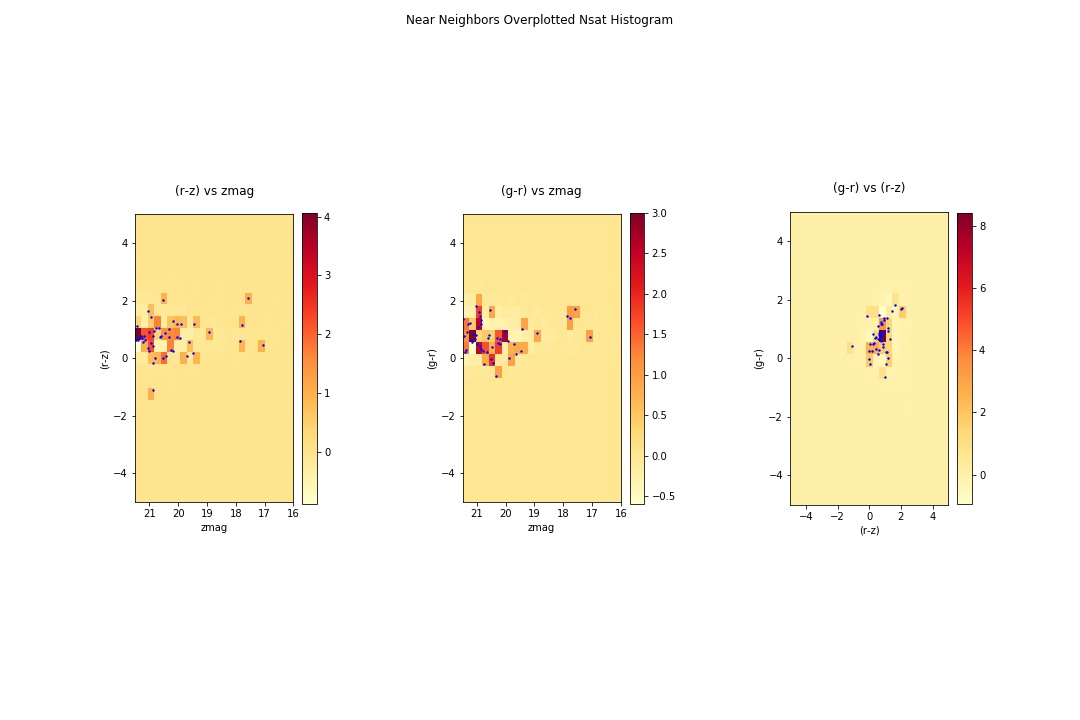 Near Neighbors Overplotted Nsat Histogram
(r-z) vs zmag
(r-z)
4
2
0
−2
−4
21 20 19 18 17 16
zmag
4
3
2
1
0
(g-r) vs zmag
(g-r)
4
2
0
−2
−4
21 20 19 18 17 16
zmag
3.0
2.5
2.0
1.5
1.0
0.5
0.0
−0.5
(g-r) vs (r-z)
(g-r)
4
2
0
−2
−4
−4 −2 0 2 4
(r-z)
8
6
4
2
0